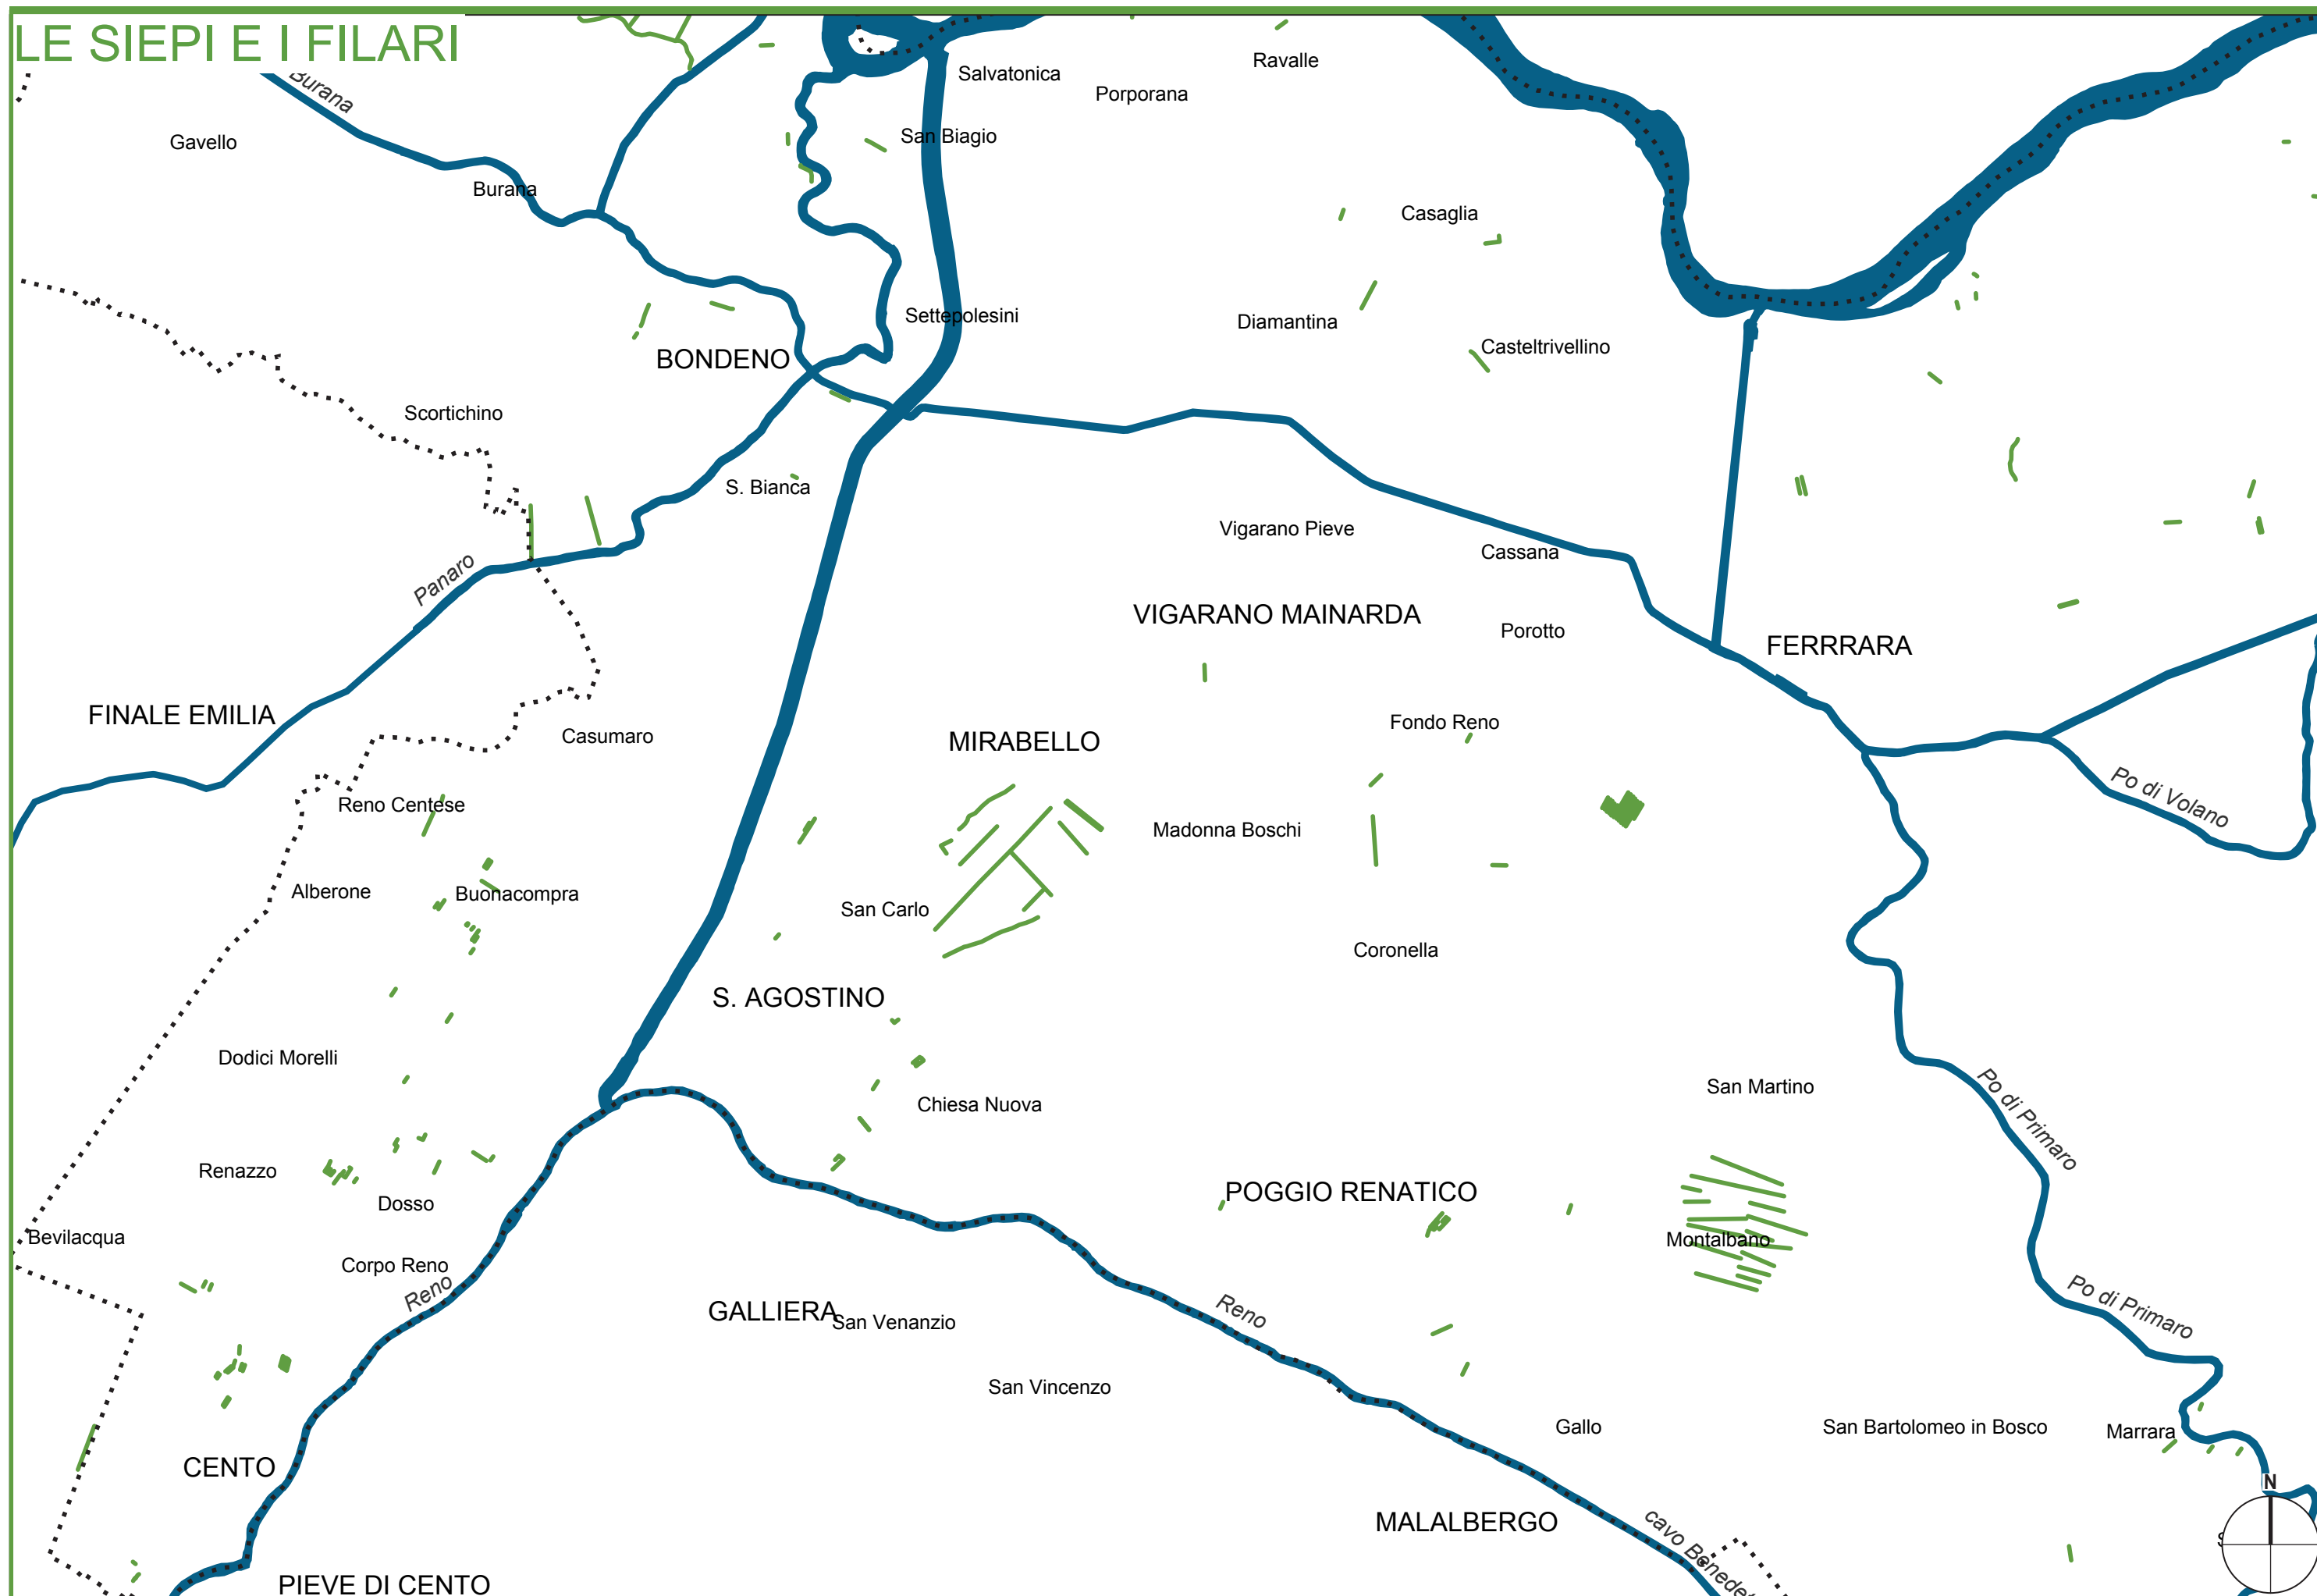 LE SIEPI E I FILARI
Burana
Ravalle
Salvatonica
Porporana
Gavello
San Biagio
Burana
Casaglia
Settepolesini
Diamantina
Casteltrivellino
BONDENO
Scortichino
S. Bianca
Vigarano Pieve
Cassana
Panaro
VIGARANO MAINARDA
Porotto
FERRRARA
FINALE EMILIA
Fondo Reno
Casumaro
MIRABELLO
Po di Volano
Reno Centese
Madonna Boschi
Alberone
Buonacompra
San Carlo
Coronella
S. AGOSTINO
Dodici Morelli
San Martino
Chiesa Nuova
Po di Primaro
Renazzo
POGGIO RENATICO
Dosso
Bevilacqua
Montalbano
Corpo Reno
Reno
Reno
Po di Primaro
GALLIERA
San Venanzio
San Vincenzo
Gallo
San Bartolomeo in Bosco
Marrara
CENTO
N
MALALBERGO
cavo Benedet
PIEVE DI CENTO